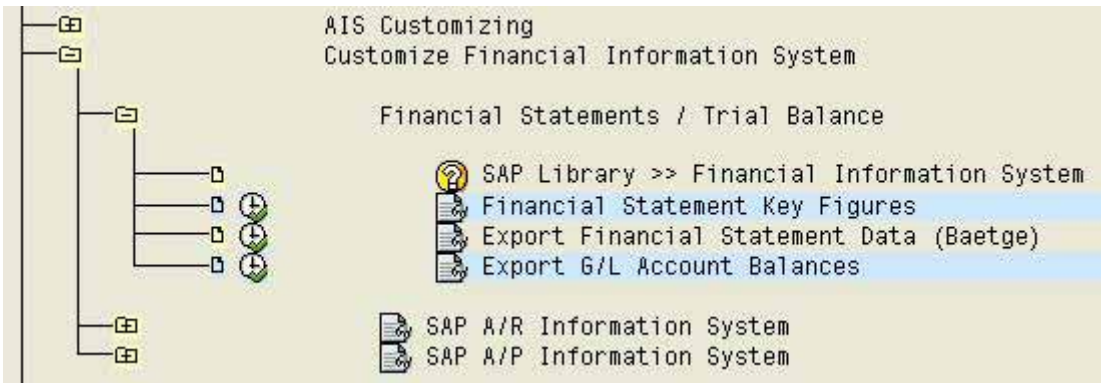 AIS Customizing
Customize Financial Information System
Financial Statements / Trial Balance
SAP Library >> Financial Information System
Financial Statement Key Figures
Export Financial Statement Data (Baetge)
Export G/L Account Balances
SAP A/R Information System
SAP A/P Information System